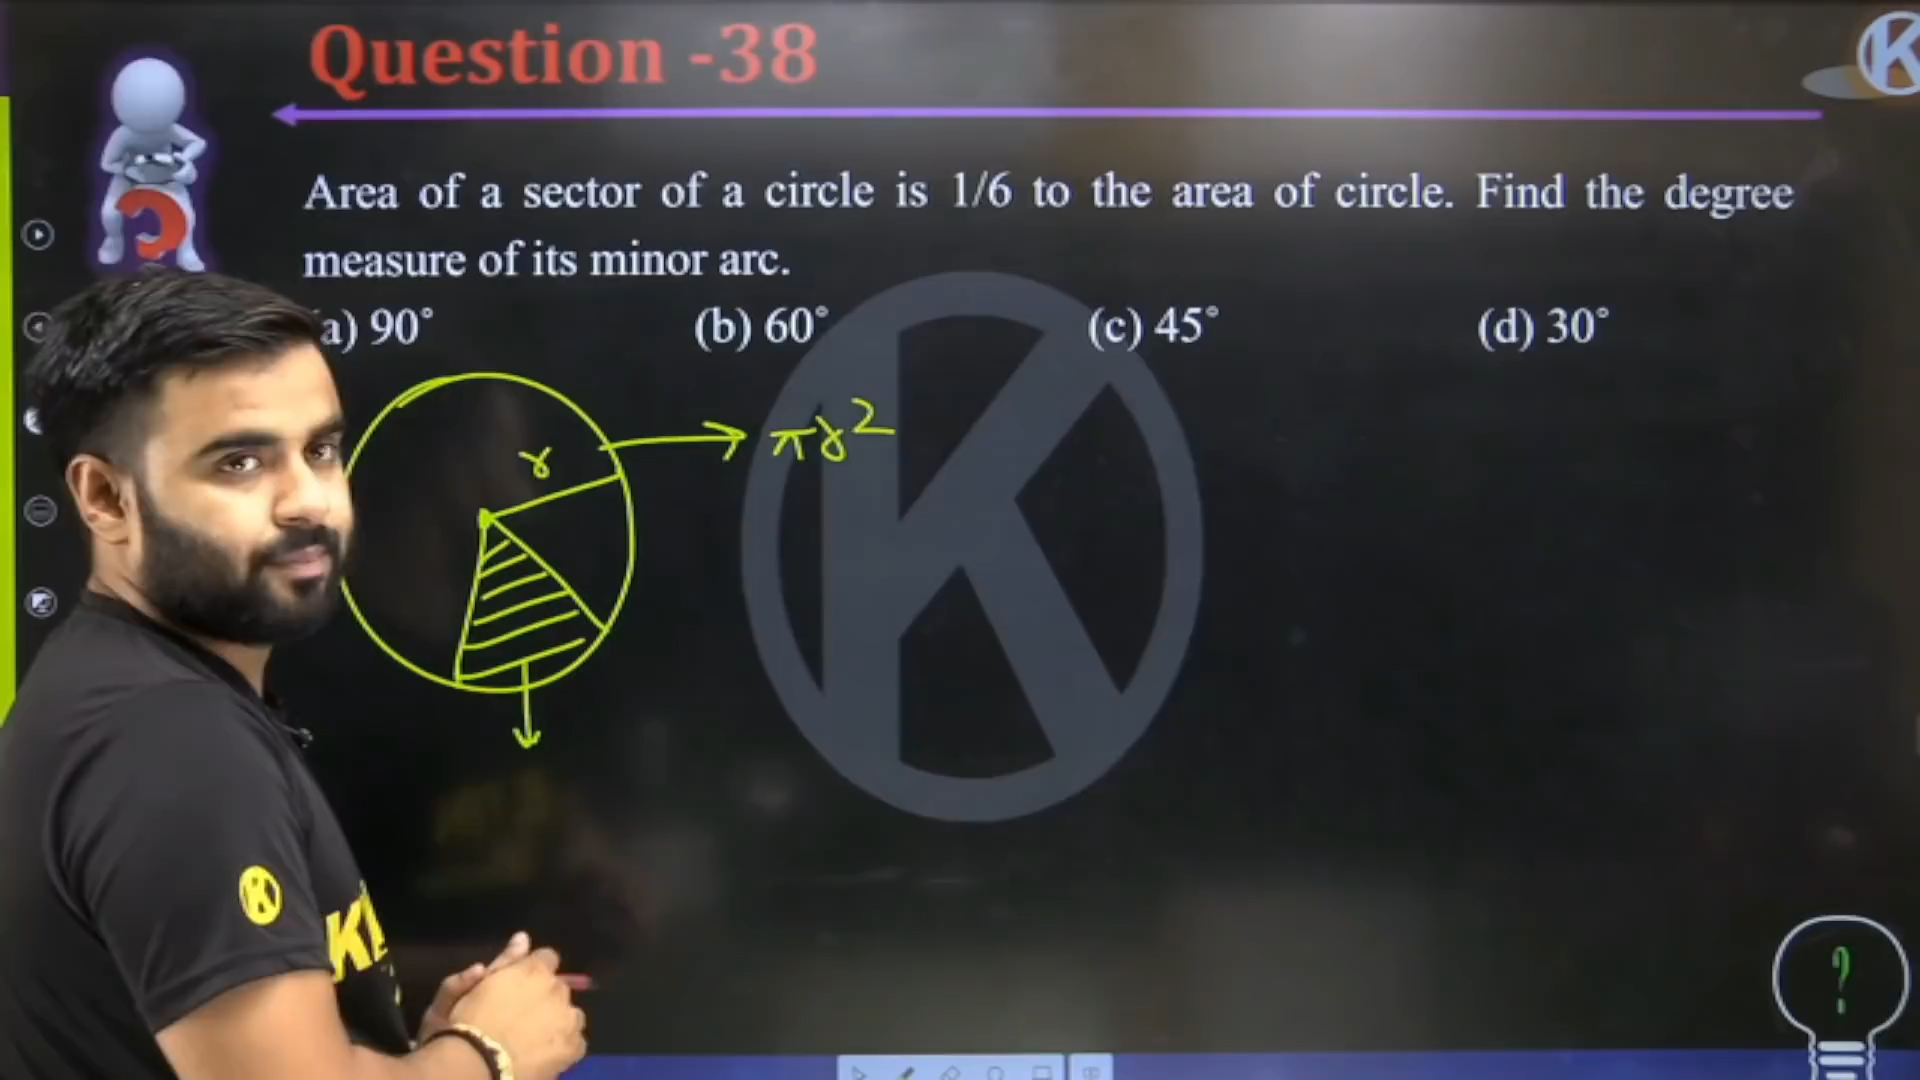 Question -38
Area of a sector of a circle is 1/6 to the area of circle. Find the degree
measure of its minor arc.
a) 90°
(b) 60°
(c) 45°
(d) 30°
r
πr²
K
K
K
?